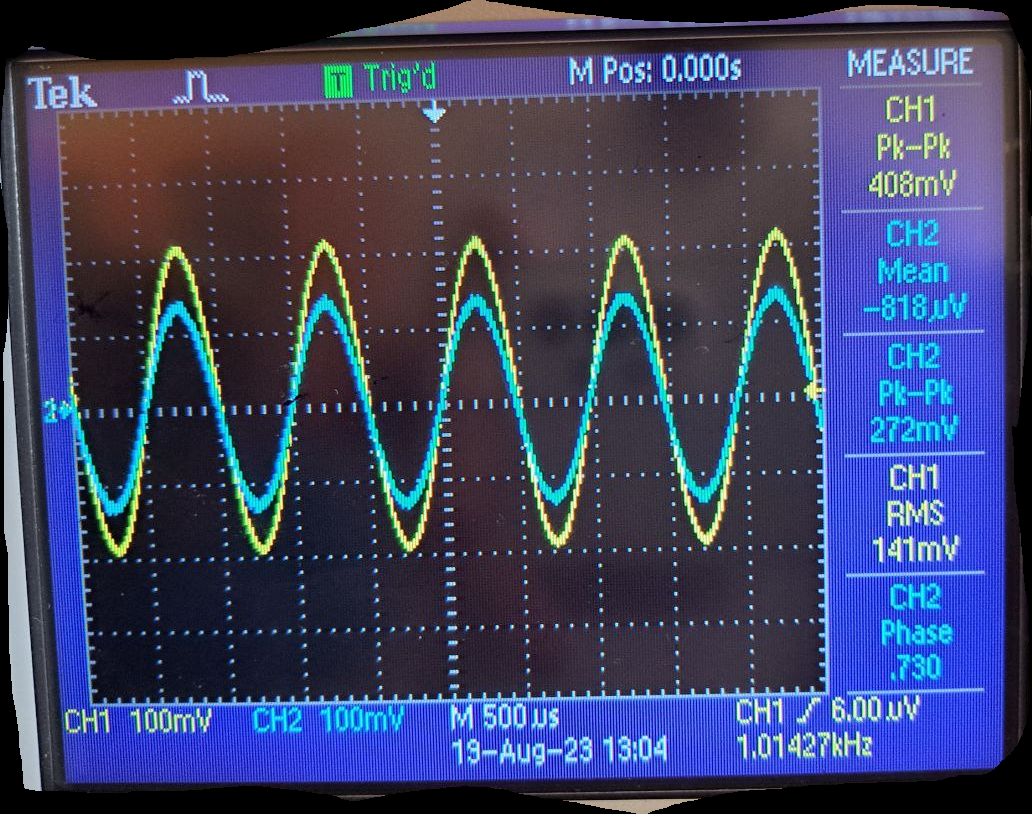 Tek T Trig'd M Pos: 0.000s MEASURE
CH1
Pk-Pk
408mV
CH2
Mean
-818µV
CH2
Pk-Pk
272mV
CH1
RMS
141mV
CH2
Phase
.730
2
CH1 100mV CH2 100mV M 500µs CH1 6.00µV
19-Aug-23 13:04 1.01427kHz